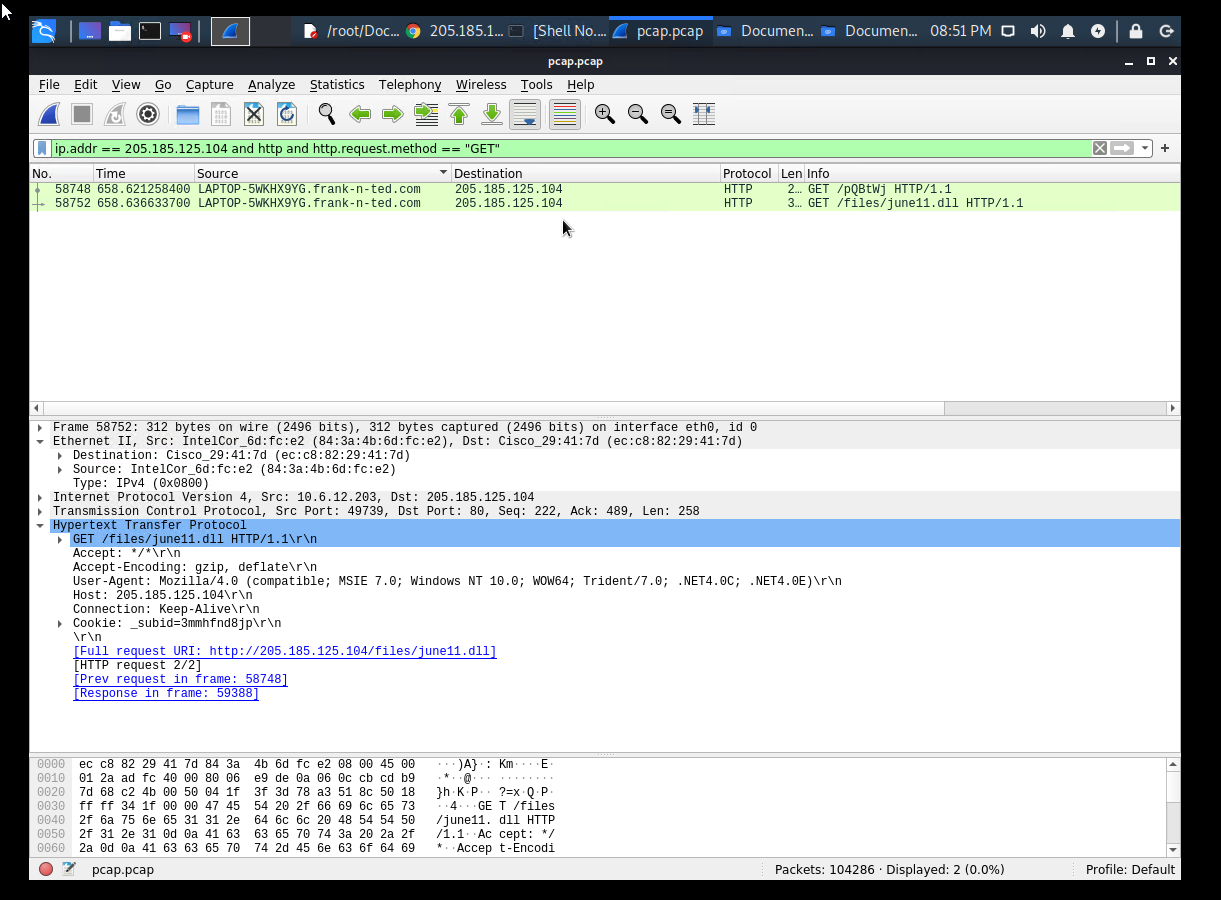 /root/Doc... 205.185.1... [Shell No.... pcap.pcap Documen... Documen... 08:51 PM
pcap.pcap
File Edit View Go Capture Analyze Statistics Telephony Wireless Tools Help
ip.addr == 205.185.125.104 and http and http.request.method == "GET"
No. Time Source Destination Protocol Len Info
58748 658.621258400 LAPTOP-5WKHX9YG.frank-n-ted.com 205.185.125.104 HTTP 2… GET /pQBtWj HTTP/1.1
58752 658.636633700 LAPTOP-5WKHX9YG.frank-n-ted.com 205.185.125.104 HTTP 3… GET /files/june11.dll HTTP/1.1
Frame 58752: 312 bytes on wire (2496 bits), 312 bytes captured (2496 bits) on interface eth0, id 0
Ethernet II, Src: IntelCor_6d:fc:e2 (84:3a:4b:6d:fc:e2), Dst: Cisco_29:41:7d (ec:c8:82:29:41:7d)
Destination: Cisco_29:41:7d (ec:c8:82:29:41:7d)
Source: IntelCor_6d:fc:e2 (84:3a:4b:6d:fc:e2)
Type: IPv4 (0x0800)
Internet Protocol Version 4, Src: 10.6.12.203, Dst: 205.185.125.104
Transmission Control Protocol, Src Port: 49739, Dst Port: 80, Seq: 222, Ack: 489, Len: 258
Hypertext Transfer Protocol
GET /files/june11.dll HTTP/1.1\r\n
Accept: */*\r\n
Accept-Encoding: gzip, deflate\r\n
User-Agent: Mozilla/4.0 (compatible; MSIE 7.0; Windows NT 10.0; WOW64; Trident/7.0; .NET4.0C; .NET4.0E)\r\n
Host: 205.185.125.104\r\n
Connection: Keep-Alive\r\n
Cookie: _subid=3mmhfnd8jp\r\n
\r\n
[Full request URI: http://205.185.125.104/files/june11.dll]
[HTTP request 2/2]
[Prev request in frame: 58748]
[Response in frame: 59388]
0000 ec c8 82 29 41 7d 84 3a 4b 6d fc e2 08 00 45 00 ···)A}·: Km····E·
0010 01 2a ad fc 40 00 80 06 e9 de 0a 06 0c cb cd b9 ·*··@··· ········
0020 7d 68 c2 4b 00 50 04 1f 3f 3d 78 a3 51 8c 50 18 }h·K·P·· ?=x·Q·P·
0030 ff ff 34 1f 00 00 47 45 54 20 2f 66 69 6c 65 73 ··4···GE T /files
0040 2f 6a 75 6e 65 31 31 2e 64 6c 6c 20 48 54 54 50 /june11. dll HTTP
0050 2f 31 2e 31 0d 0a 41 63 63 65 70 74 3a 20 2a 2f /1.1··Ac cept: */
0060 2a 0d 0a 41 63 63 65 70 74 2d 45 6e 63 6f 64 69 *··Accep t-Encodi
pcap.pcap Packets: 104286 · Displayed: 2 (0.0%) Profile: Default